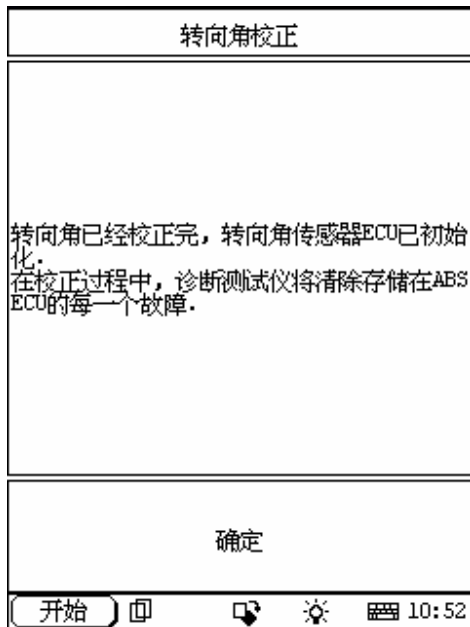 转向角校正
转向角已经校正完，转向角传感器ECU已初始
化.
在校正过程中，诊断测试仪将清除存储在ABS
ECU的每一个故障.
确定
开始 10:52